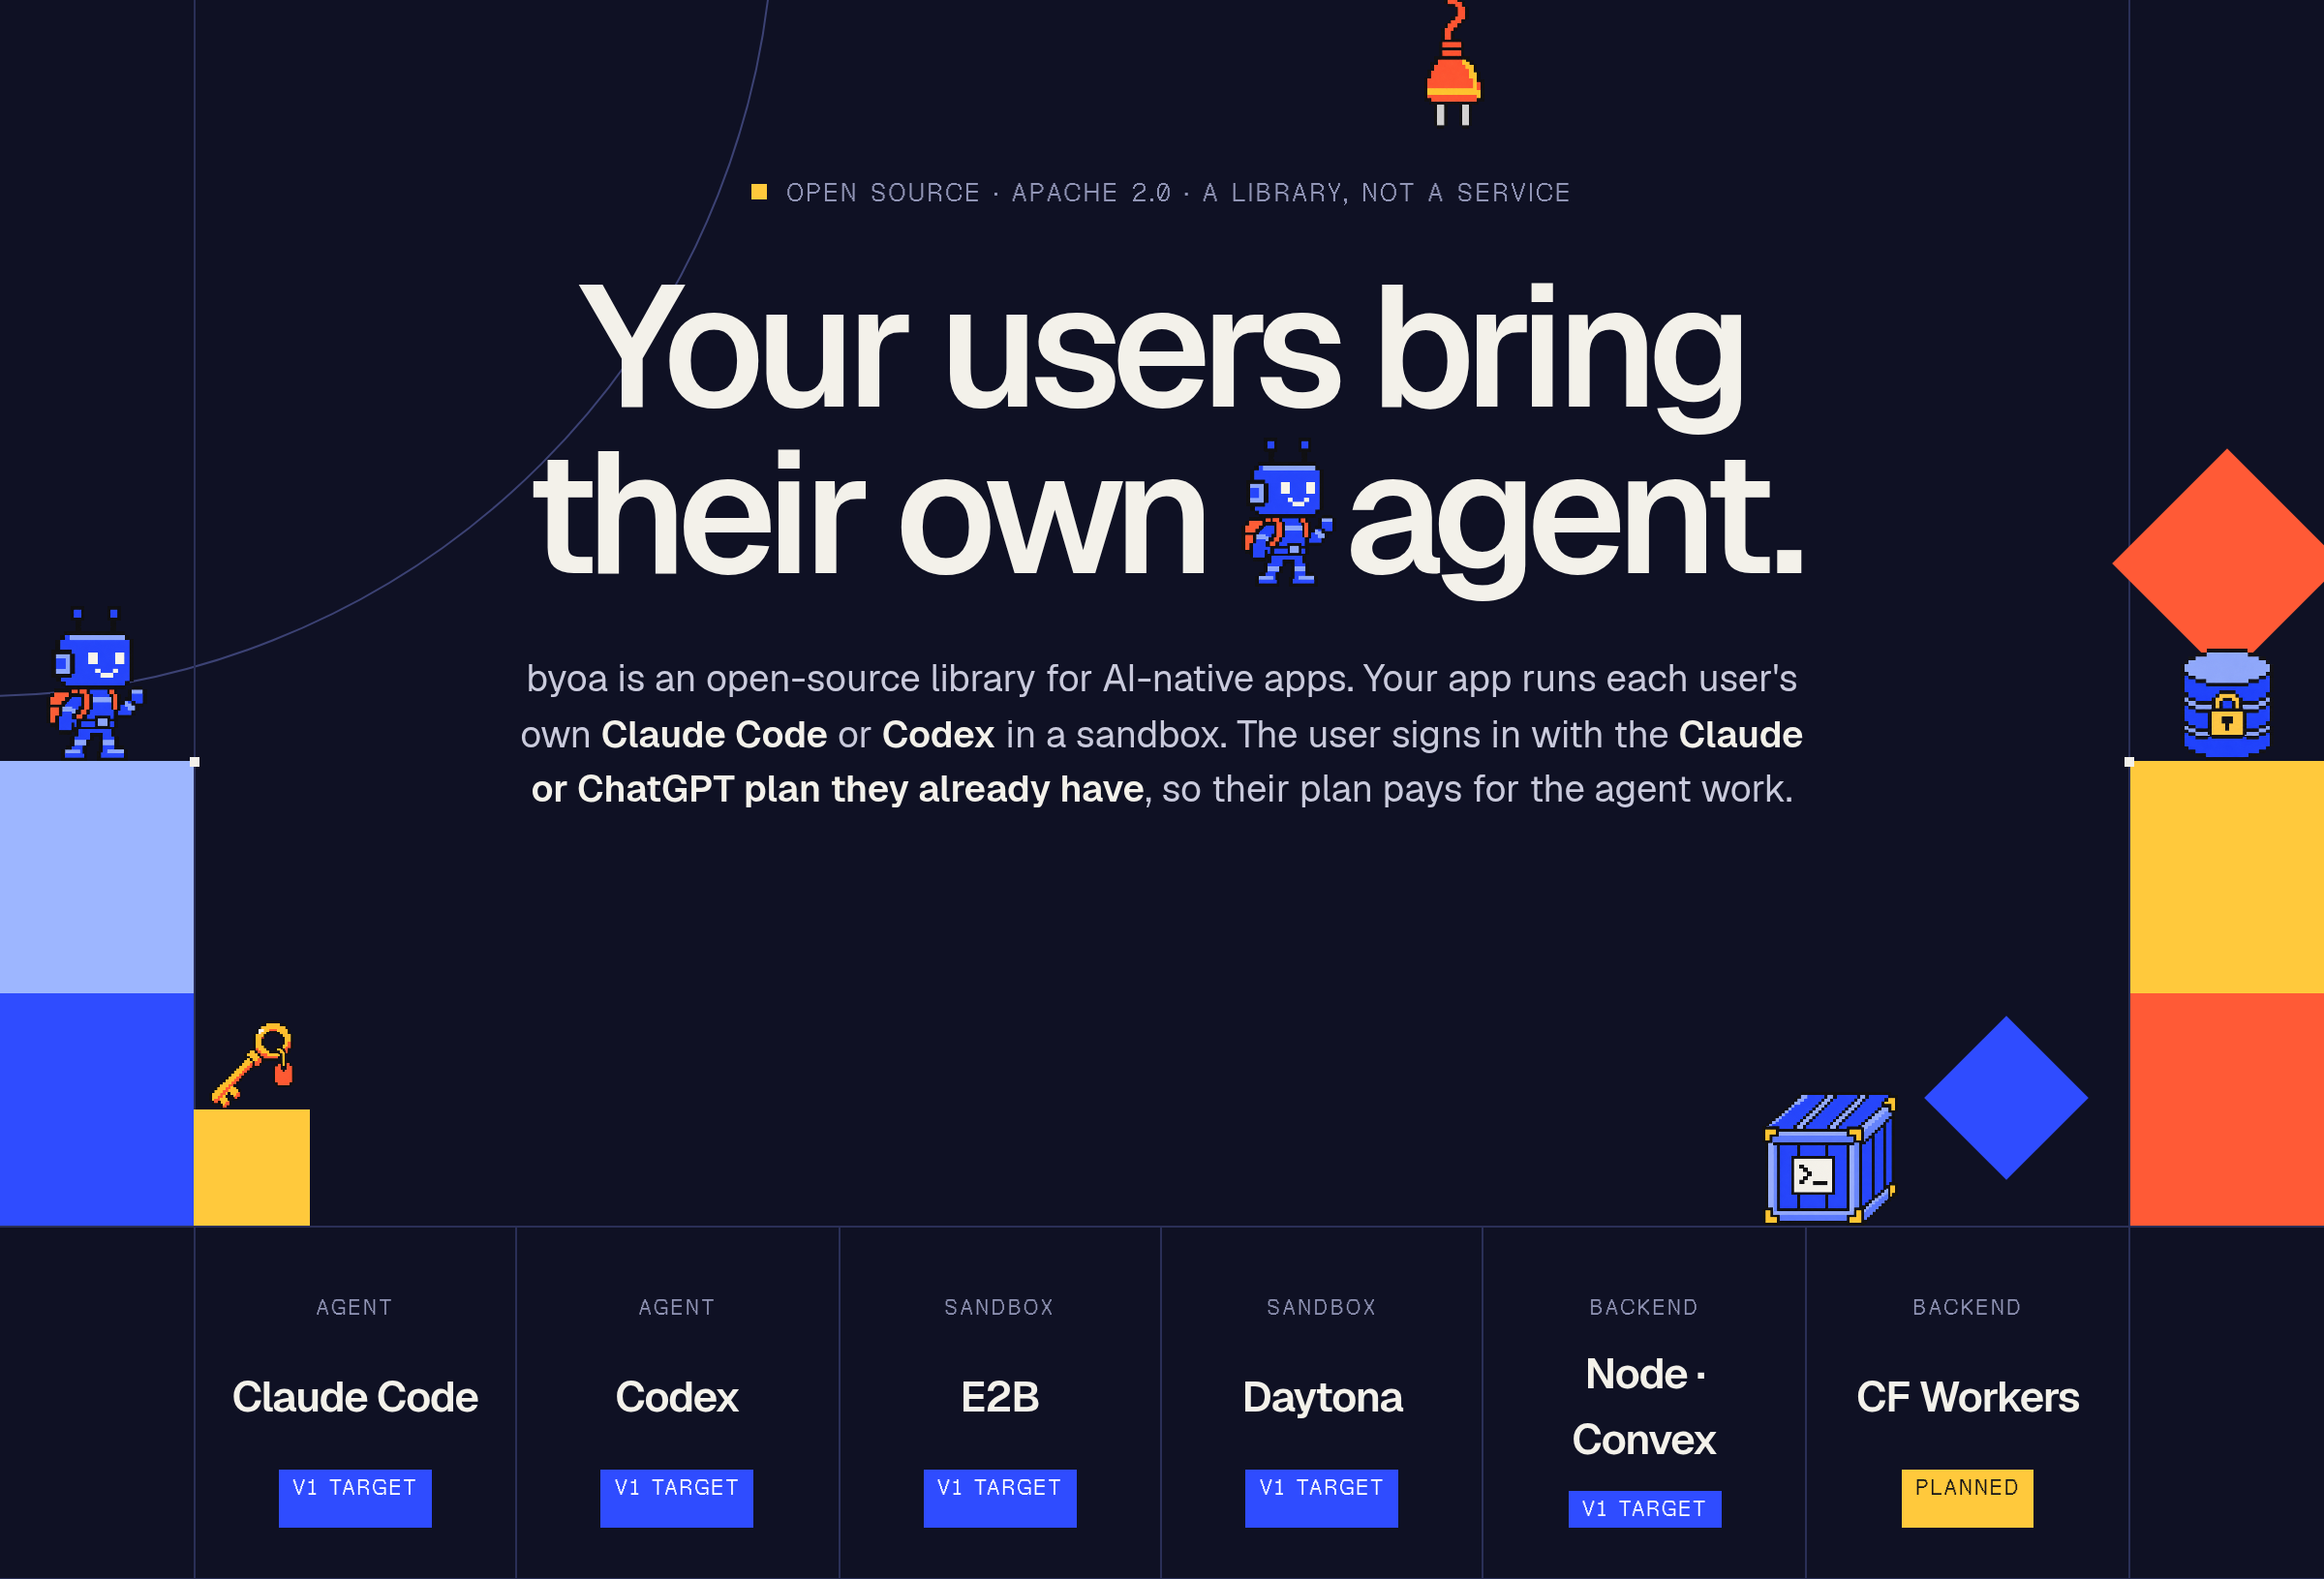 OPEN SOURCE · APACHE 2.0 · A LIBRARY, NOT A SERVICE
Your users bring
their own agent.
byoa is an open-source library for AI-native apps. Your app runs each user's
own Claude Code or Codex in a sandbox. The user signs in with the Claude
or ChatGPT plan they already have, so their plan pays for the agent work.
>_
AGENT
Claude Code
V1 TARGET
AGENT
Codex
V1 TARGET
SANDBOX
E2B
V1 TARGET
SANDBOX
Daytona
V1 TARGET
BACKEND
Node ·
Convex
V1 TARGET
BACKEND
CF Workers
PLANNED